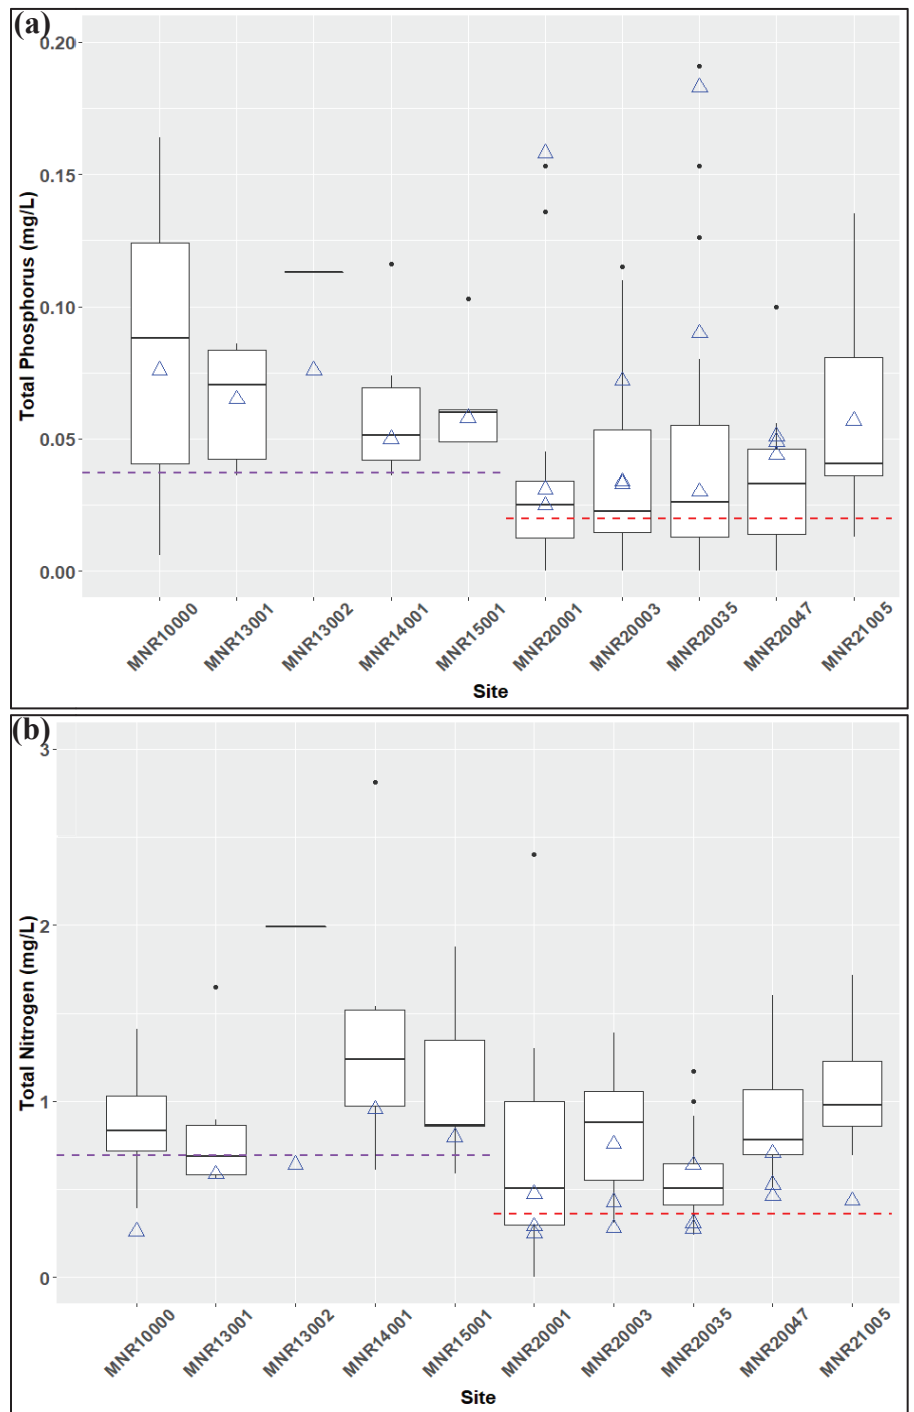 (a)
0.20
0.15
0.10
0.05
0.00
Total Phosphorus (mg/L)
MNR10000
MNR13001
MNR13002
MNR14001
MNR15001
MNR20001
MNR20003
MNR20035
MNR20047
MNR21005
Site
(b)
3
2
1
0
Total Nitrogen (mg/L)
MNR10000
MNR13001
MNR13002
MNR14001
MNR15001
MNR20001
MNR20003
MNR20035
MNR20047
MNR21005
Site